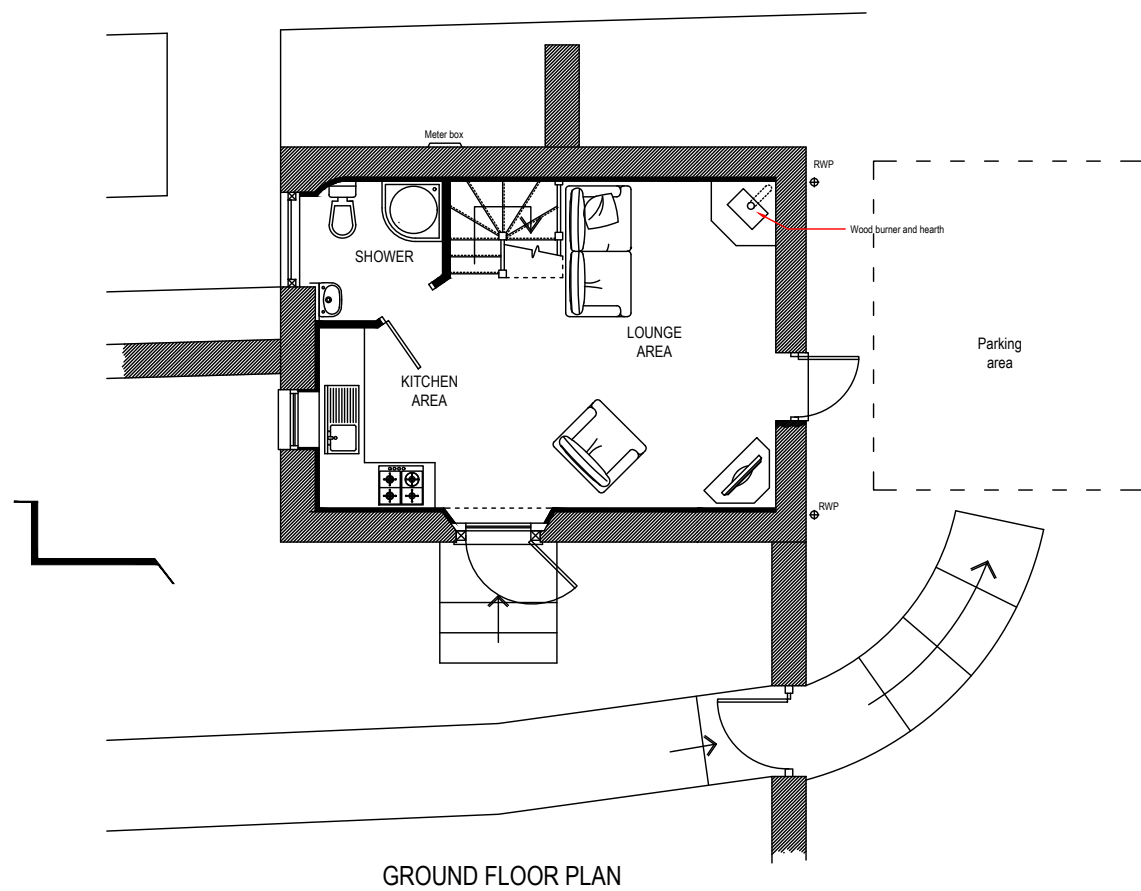 Meter box
RWP
Wood burner and hearth
SHOWER
LOUNGE
AREA
Parking
area
KITCHEN
AREA
RWP
GROUND FLOOR PLAN